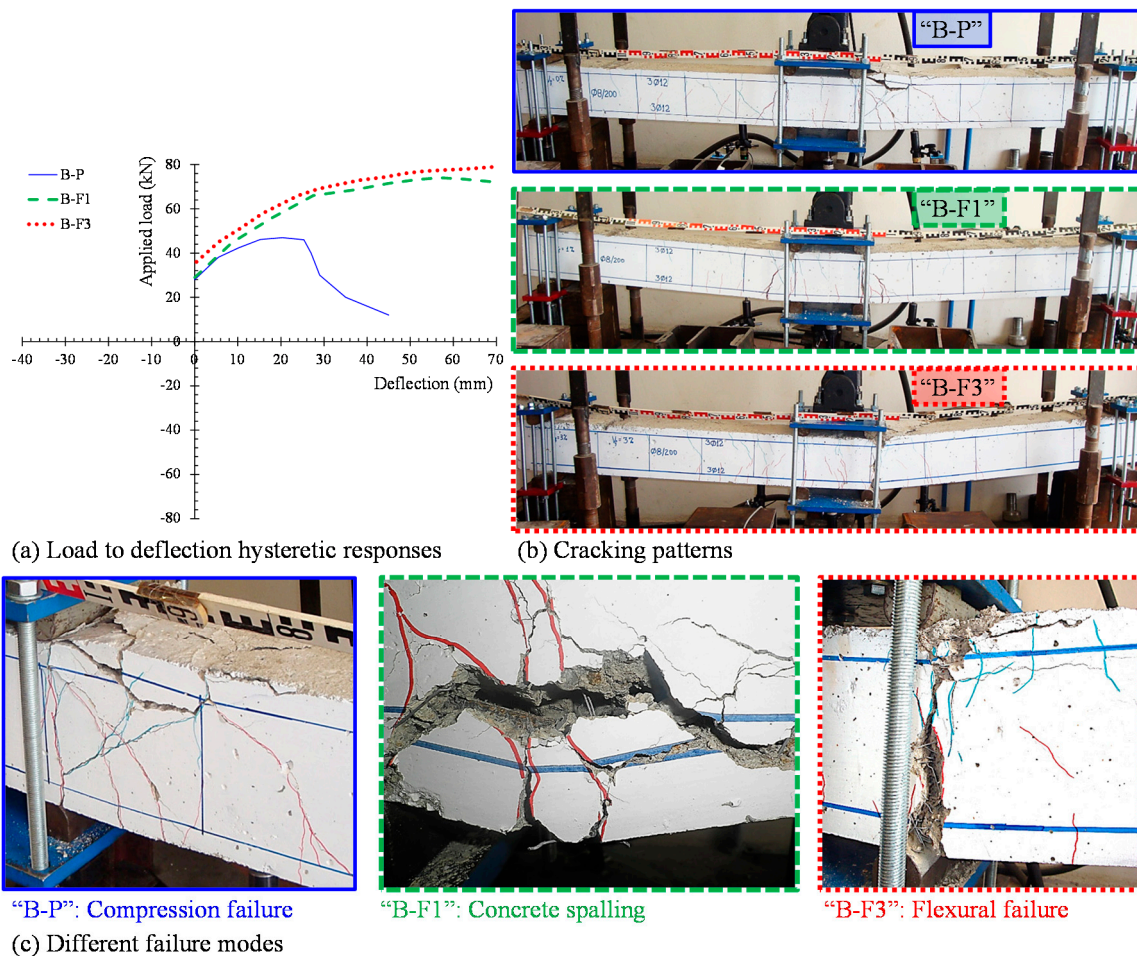 "B-P"
ψ=0%
Ø8/200
3Ø12
3Ø12
B-P
B-F1
B-F3
Applied load (kN)
80
60
40
20
0
-20
-40
-60
-80
-40 -30 -20 -10 0 10 20 30 40 50 60 70
Deflection (mm)
"B-F1"
Ø8/200
3Ø12
3Ø12
"B-F3"
Ø8/200
3Ø12
3Ø12
(a) Load to deflection hysteretic responses
(b) Cracking patterns
9 8
"B-P": Compression failure
"B-F1": Concrete spalling
"B-F3": Flexural failure
(c) Different failure modes